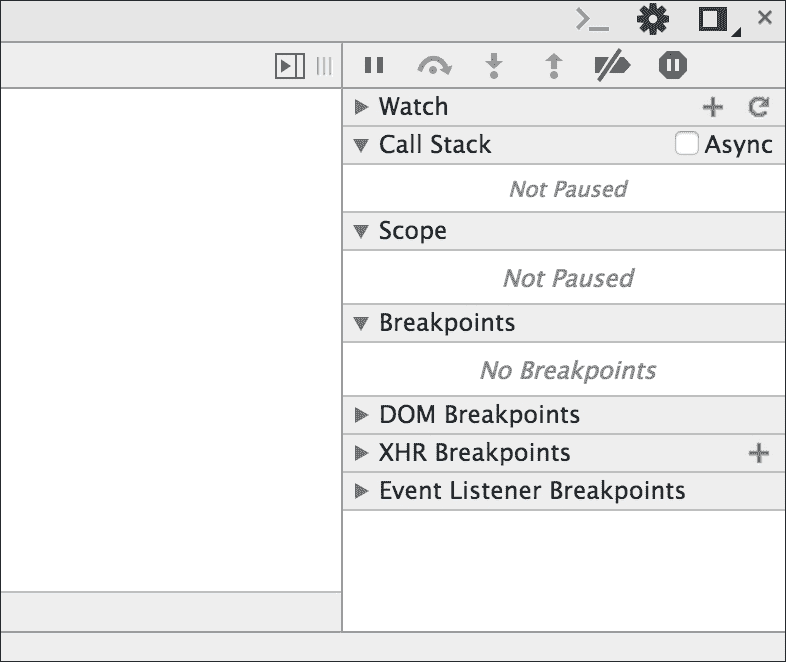 Watch
Call Stack Async
Not Paused
Scope
Not Paused
Breakpoints
No Breakpoints
DOM Breakpoints
XHR Breakpoints
Event Listener Breakpoints